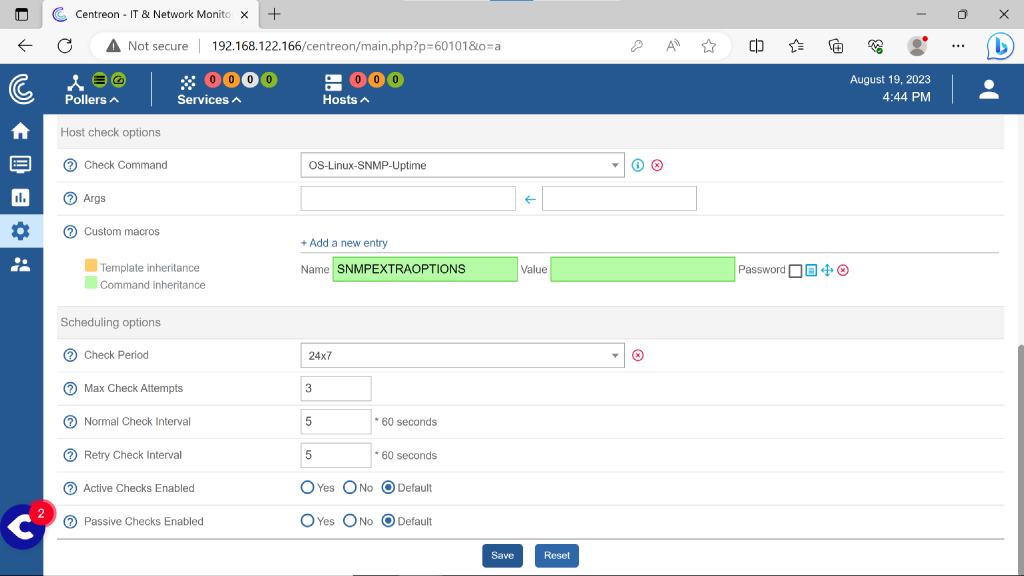 Centreon - IT & Network Monito
Not secure
192.168.122.166/centreon/main.php?p=60101&o=a
Pollers
0 0 0 0
Services
0 0 0
Hosts
August 19, 2023
4:44 PM
Host check options
Check Command
OS-Linux-SNMP-Uptime
Args
Custom macros
+ Add a new entry
Template inheritance
Command inheritance
Name SNMPEXTRAOPTIONS Value Password
Scheduling options
Check Period
24x7
Max Check Attempts
3
Normal Check Interval
5 * 60 seconds
Retry Check Interval
5 * 60 seconds
Active Checks Enabled
Yes No Default
2
Passive Checks Enabled
Yes No Default
Save Reset